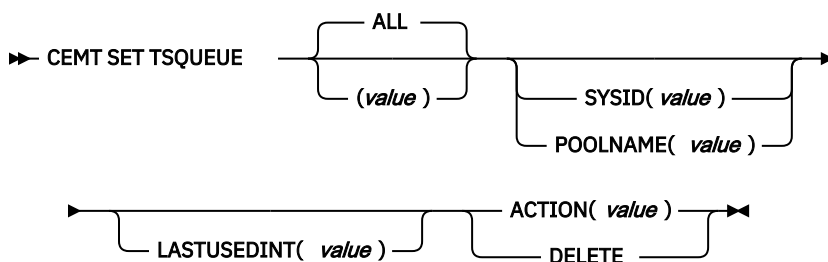 ALL
CEMT SET TSQUEUE
(value )
SYSID( value )
POOLNAME( value )
ACTION( value )
LASTUSEDINT( value )
DELETE